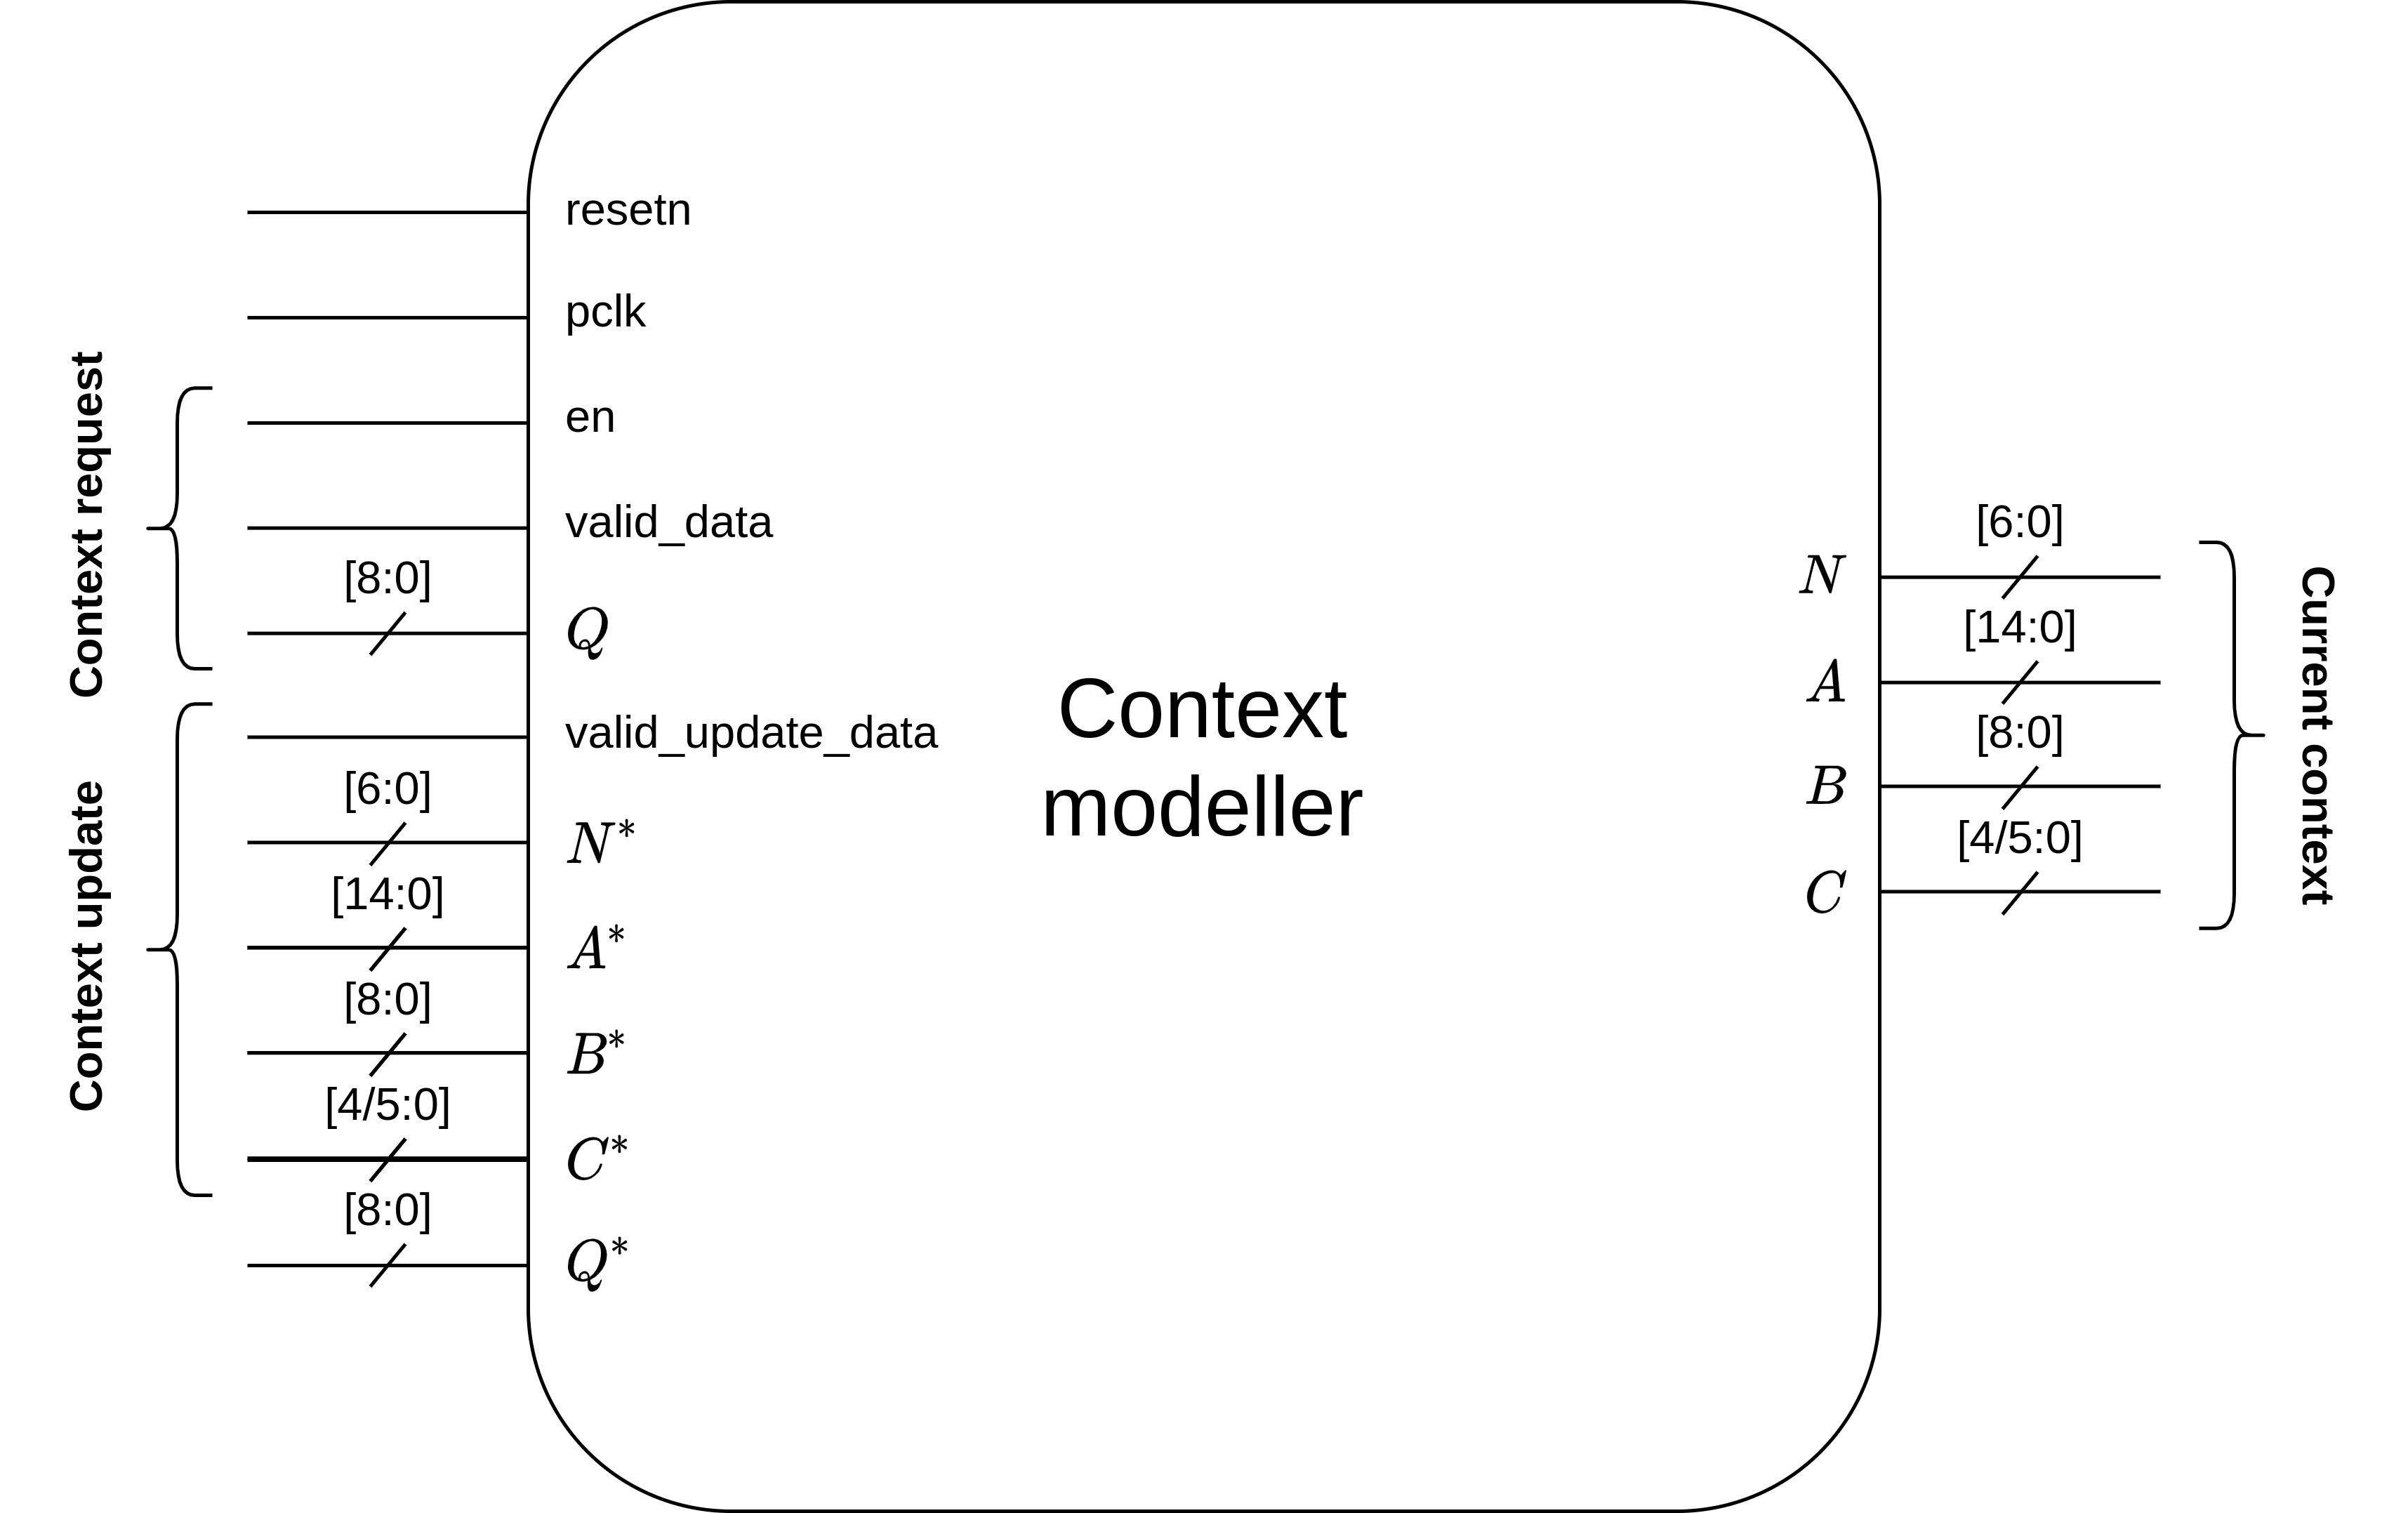 resetn
pclk
Context request
en
valid_data
[8:0]
Q
Context update
valid_update_data
[6:0]
N*
[14:0]
A*
[8:0]
B*
[4/5:0]
C*
[8:0]
Q*
Context
modeller
[6:0]
N
[14:0]
A
[8:0]
B
[4/5:0]
C
Current context